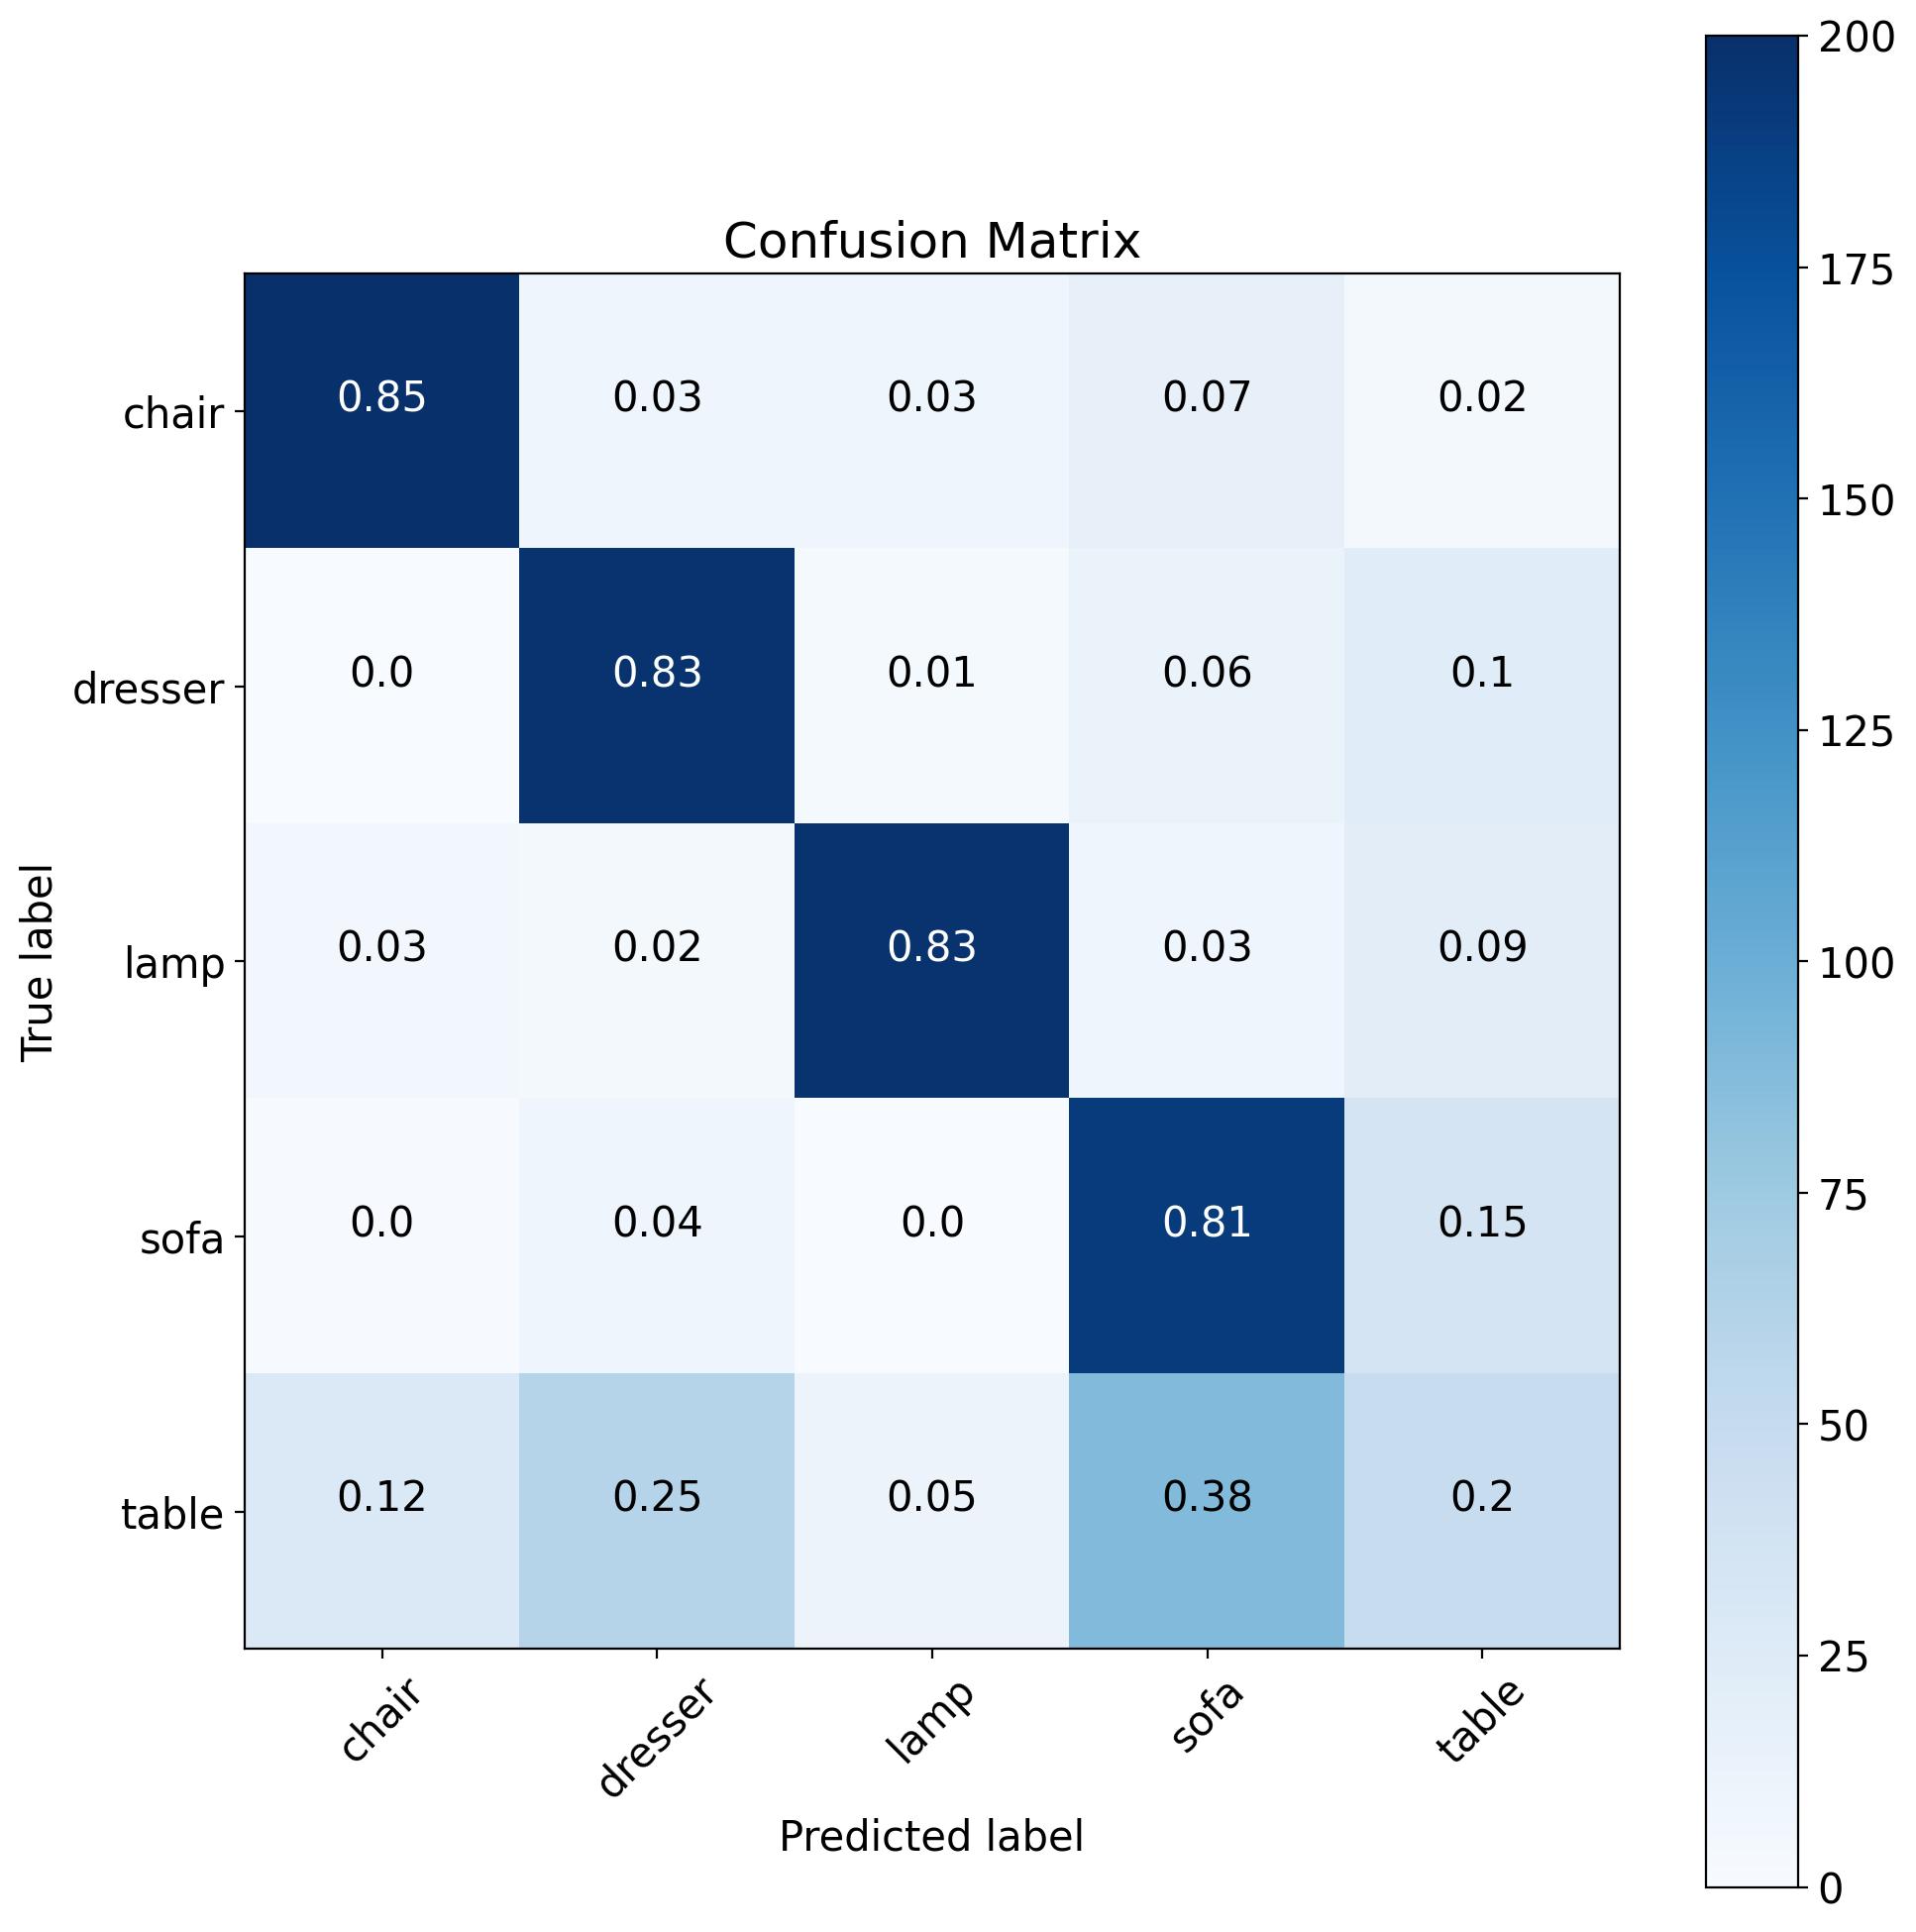 Confusion Matrix
True label
chair 0.85 0.03 0.03 0.07 0.02
dresser 0.0 0.83 0.01 0.06 0.1
lamp 0.03 0.02 0.83 0.03 0.09
sofa 0.0 0.04 0.0 0.81 0.15
table 0.12 0.25 0.05 0.38 0.2
chair dresser lamp sofa table
Predicted label
200
175
150
125
100
75
50
25
0